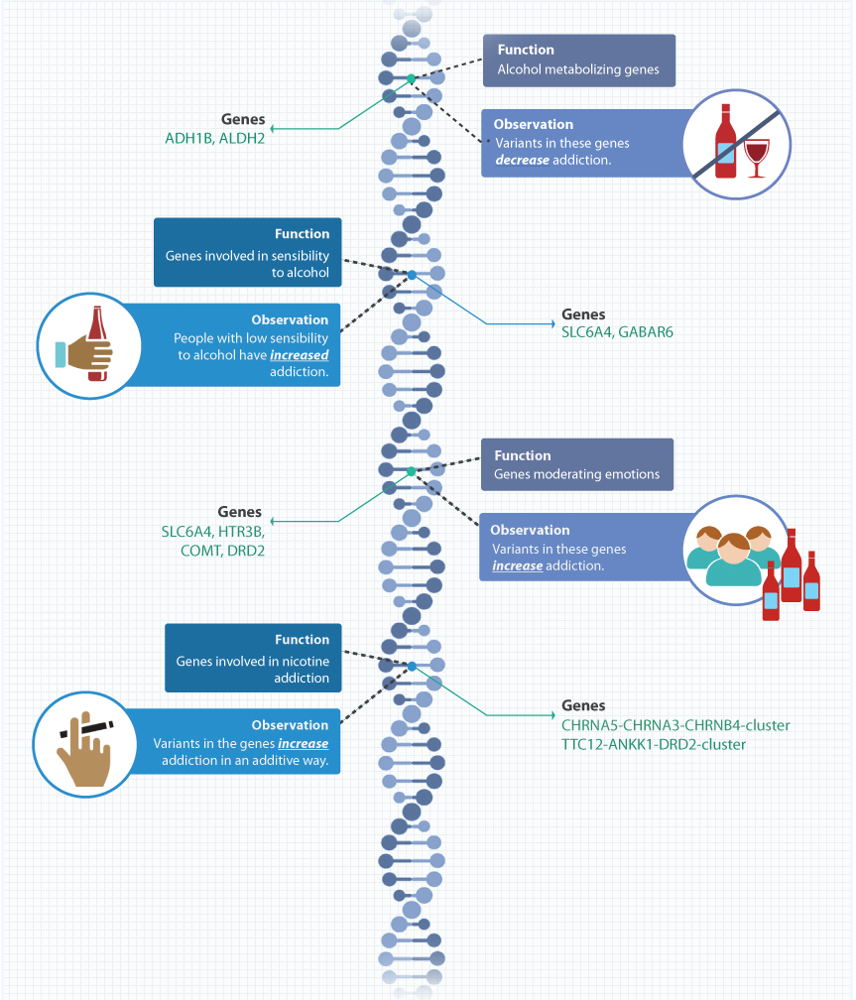 Function
Alcohol metabolizing genes
Genes
ADH1B, ALDH2
Observation
Variants in these genes
decrease addiction.
Function
Genes involved in sensibility
to alcohol
Observation
People with low sensibility
to alcohol have increased
addiction.
Genes
SLC6A4, GABAR6
Function
Genes moderating emotions
Genes
SLC6A4, HTR3B,
COMT, DRD2
Observation
Variants in these genes
increase addiction.
Function
Genes involved in nicotine
addiction
Observation
Variants in the genes increase
addiction in an additive way.
Genes
CHRNA5-CHRNA3-CHRNB4-cluster
TTC12-ANKK1-DRD2-cluster